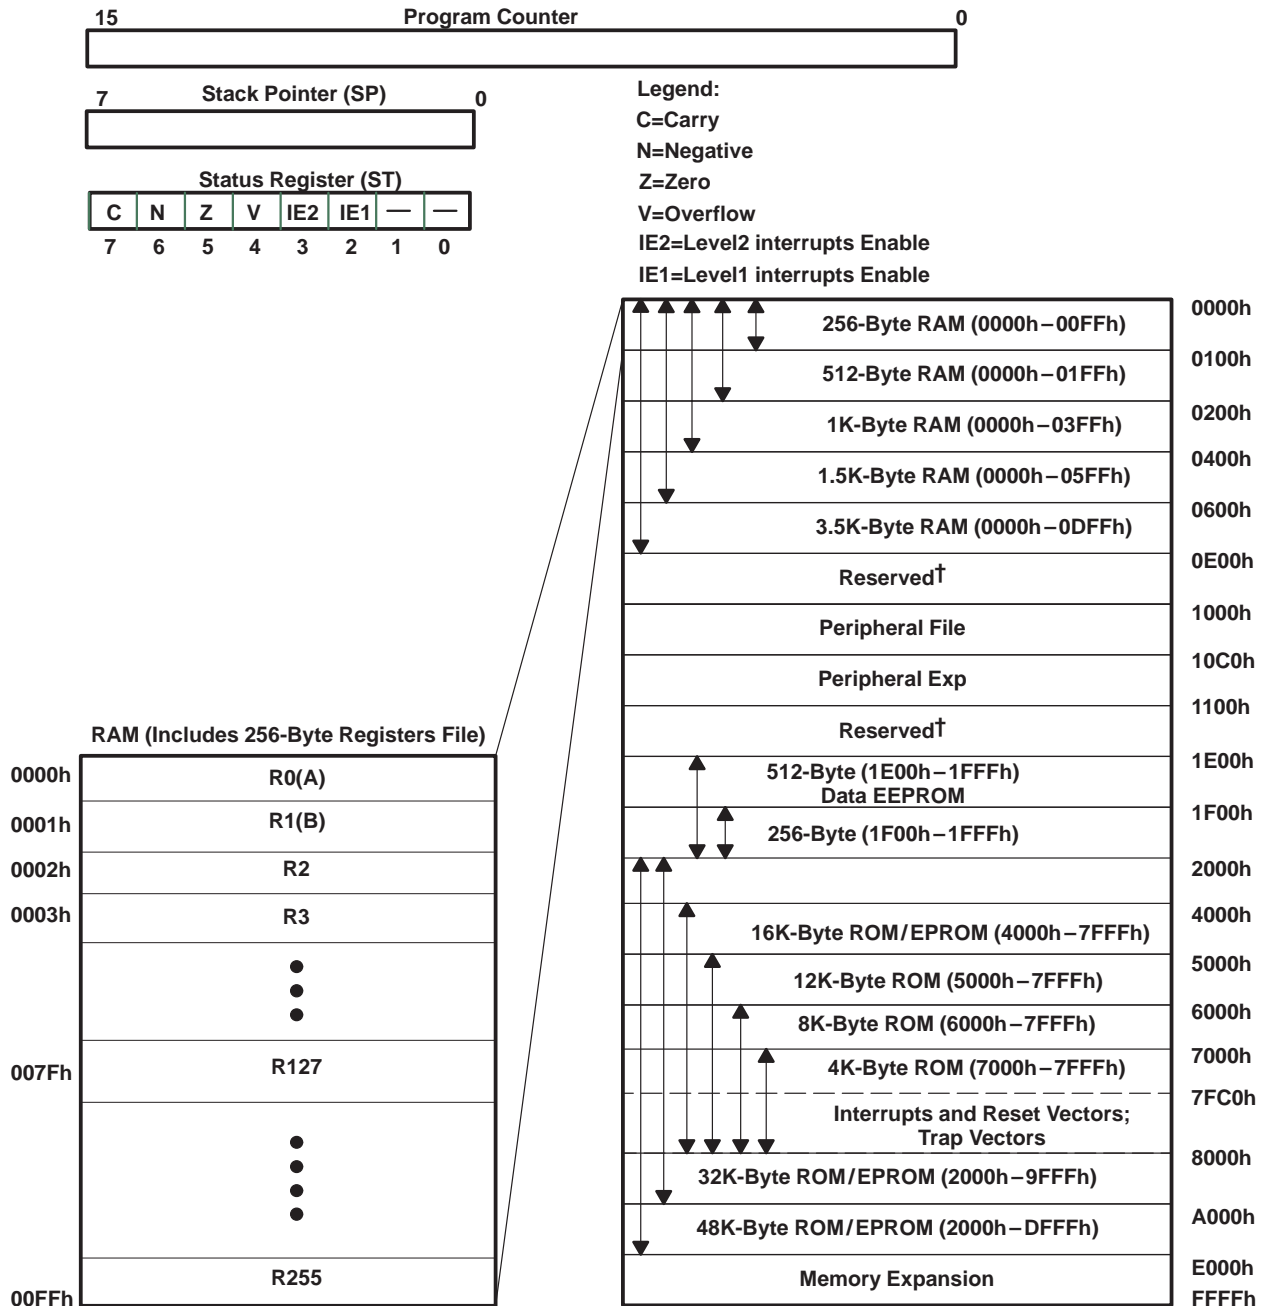 15 Program Counter 0
7 Stack Pointer (SP) 0
Status Register (ST)
C N Z V IE2 IE1 — —
7 6 5 4 3 2 1 0
Legend:
C=Carry
N=Negative
Z=Zero
V=Overflow
IE2=Level2 interrupts Enable
IE1=Level1 interrupts Enable
RAM (Includes 256-Byte Registers File)
0000h R0(A)
0001h R1(B)
0002h R2
0003h R3
007Fh R127
R255
00FFh
0000h
256-Byte RAM (0000h–00FFh)
0100h
512-Byte RAM (0000h–01FFh)
0200h
1K-Byte RAM (0000h–03FFh)
0400h
1.5K-Byte RAM (0000h–05FFh)
0600h
3.5K-Byte RAM (0000h–0DFFh)
0E00h
Reserved†
1000h
Peripheral File
10C0h
Peripheral Exp
1100h
Reserved†
1E00h
512-Byte (1E00h–1FFFh)
Data EEPROM
1F00h
256-Byte (1F00h–1FFFh)
2000h
4000h
16K-Byte ROM/EPROM (4000h–7FFFh)
5000h
12K-Byte ROM (5000h–7FFFh)
6000h
8K-Byte ROM (6000h–7FFFh)
7000h
4K-Byte ROM (7000h–7FFFh)
7FC0h
Interrupts and Reset Vectors;
Trap Vectors
8000h
32K-Byte ROM/EPROM (2000h–9FFFh)
A000h
48K-Byte ROM/EPROM (2000h–DFFFh)
E000h
Memory Expansion
FFFFh